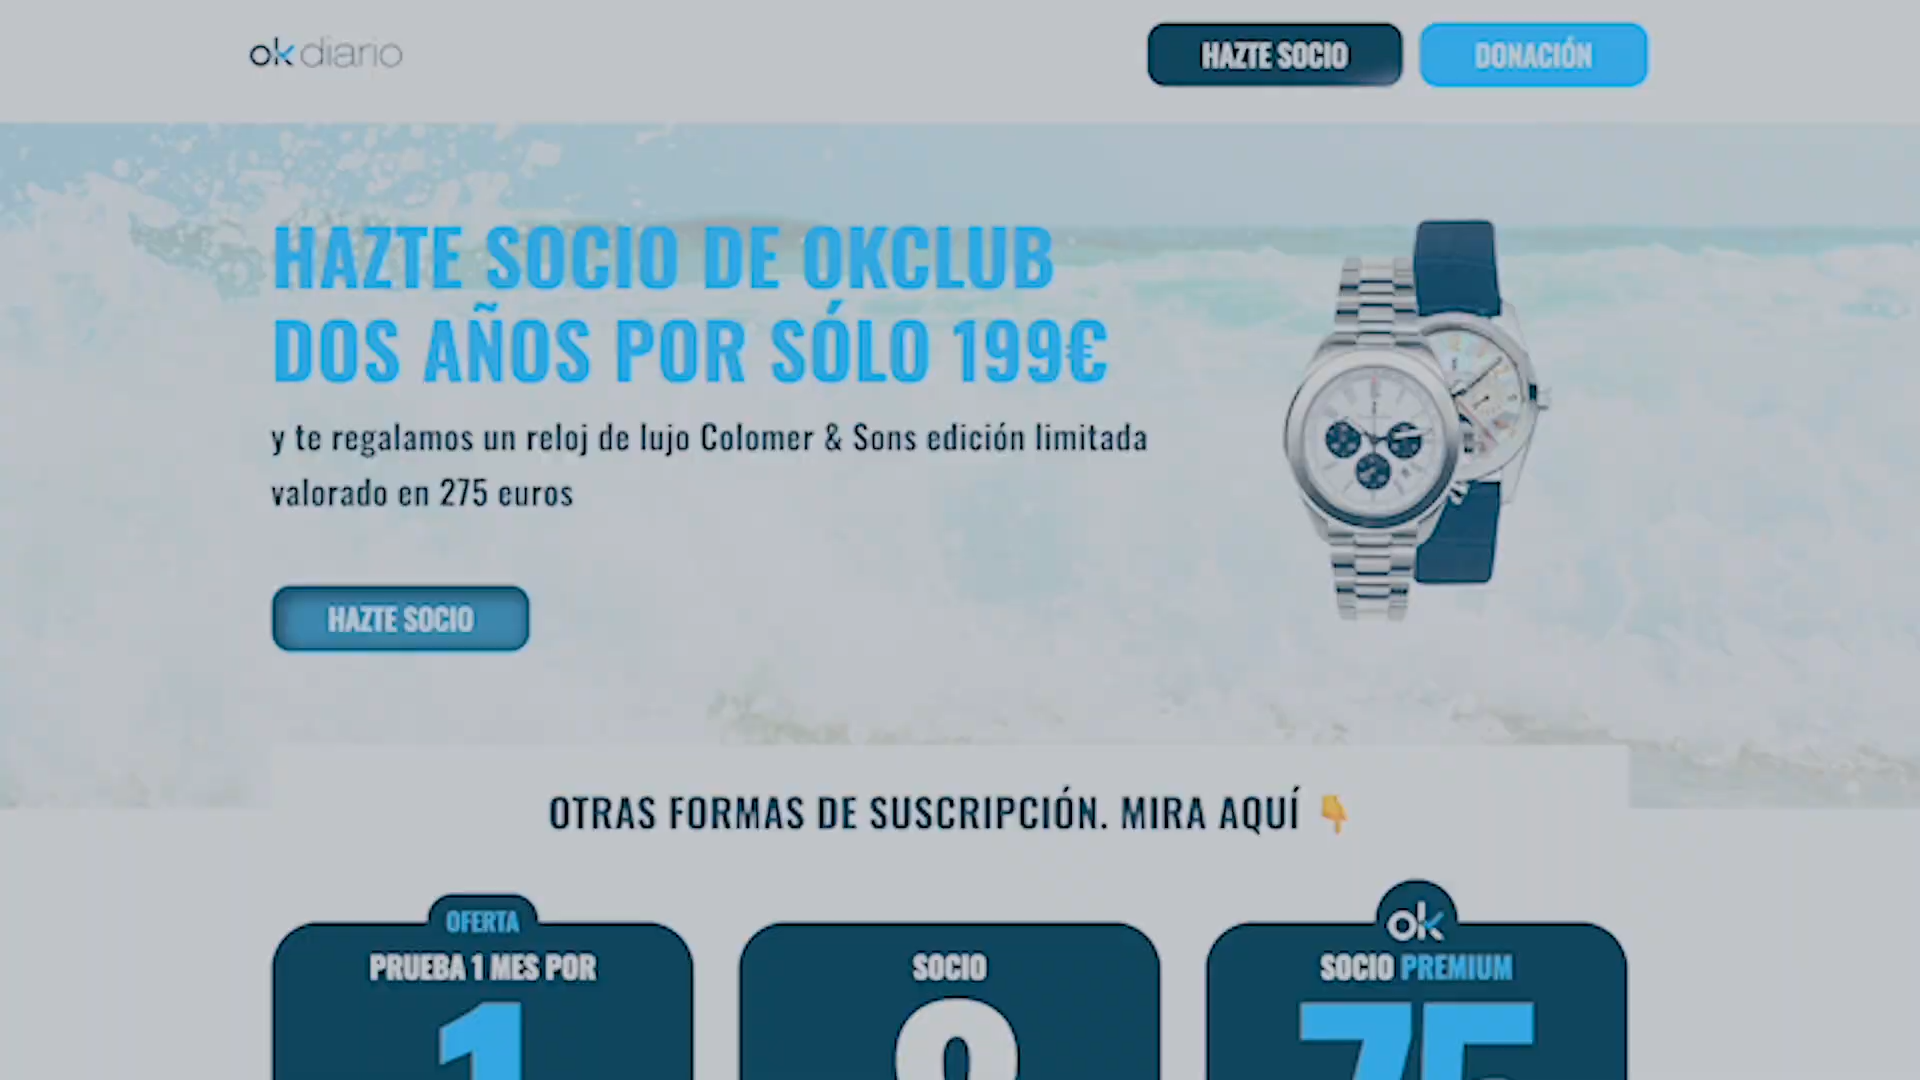 okdiario
HAZTE SOCIO
DONACIÓN
HAZTE SOCIO DE OKCLUB
DOS AÑOS POR SÓLO 199€
y te regalamos un reloj de lujo Colomer & Sons edición limitada
valorado en 275 euros
HAZTE SOCIO
OTRAS FORMAS DE SUSCRIPCIÓN. MIRA AQUÍ 👇
OFERTA
PRUEBA 1 MES POR
1
SOCIO
ok
SOCIO PREMIUM
75